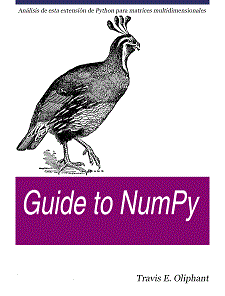 Análisis de esta extensión de Python para matrices multidimensionales
Guide to NumPy
Travis E. Oliphant